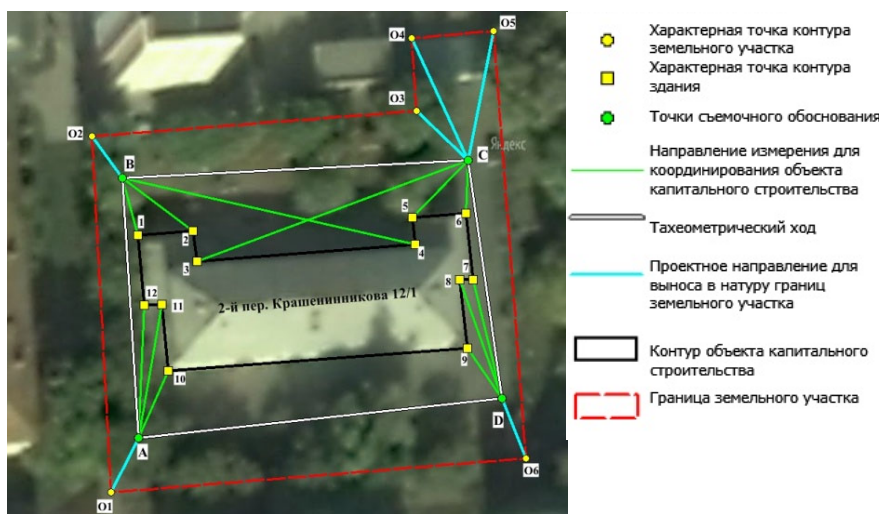 O4
O5
O3
O2
B
C
Яндекс
1
2
3
5
6
4
7
8
12
11
2-й пер. Крашенинникова 12/1
9
10
A
D
O1
O6
Характерная точка контура
земельного участка
Характерная точка контура
здания
Точки съемочного обоснования
Направление измерения для
координирования объекта
капитального строительства
Тахеометрический ход
Проектное направление для
выноса в натуру границ
земельного участка
Контур объекта капитального
строительства
Граница земельного участка